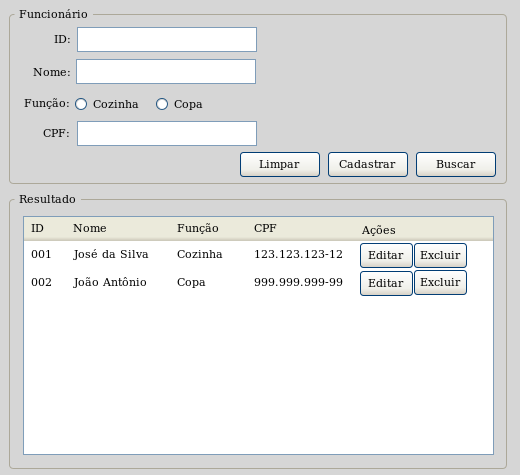 Funcionário
ID:
Nome:
Função: Cozinha Copa
CPF:
Limpar Cadastrar Buscar
Resultado
ID Nome Função CPF Ações
001 José da Silva Cozinha 123.123.123-12 Editar Excluir
002 João Antônio Copa 999.999.999-99 Editar Excluir